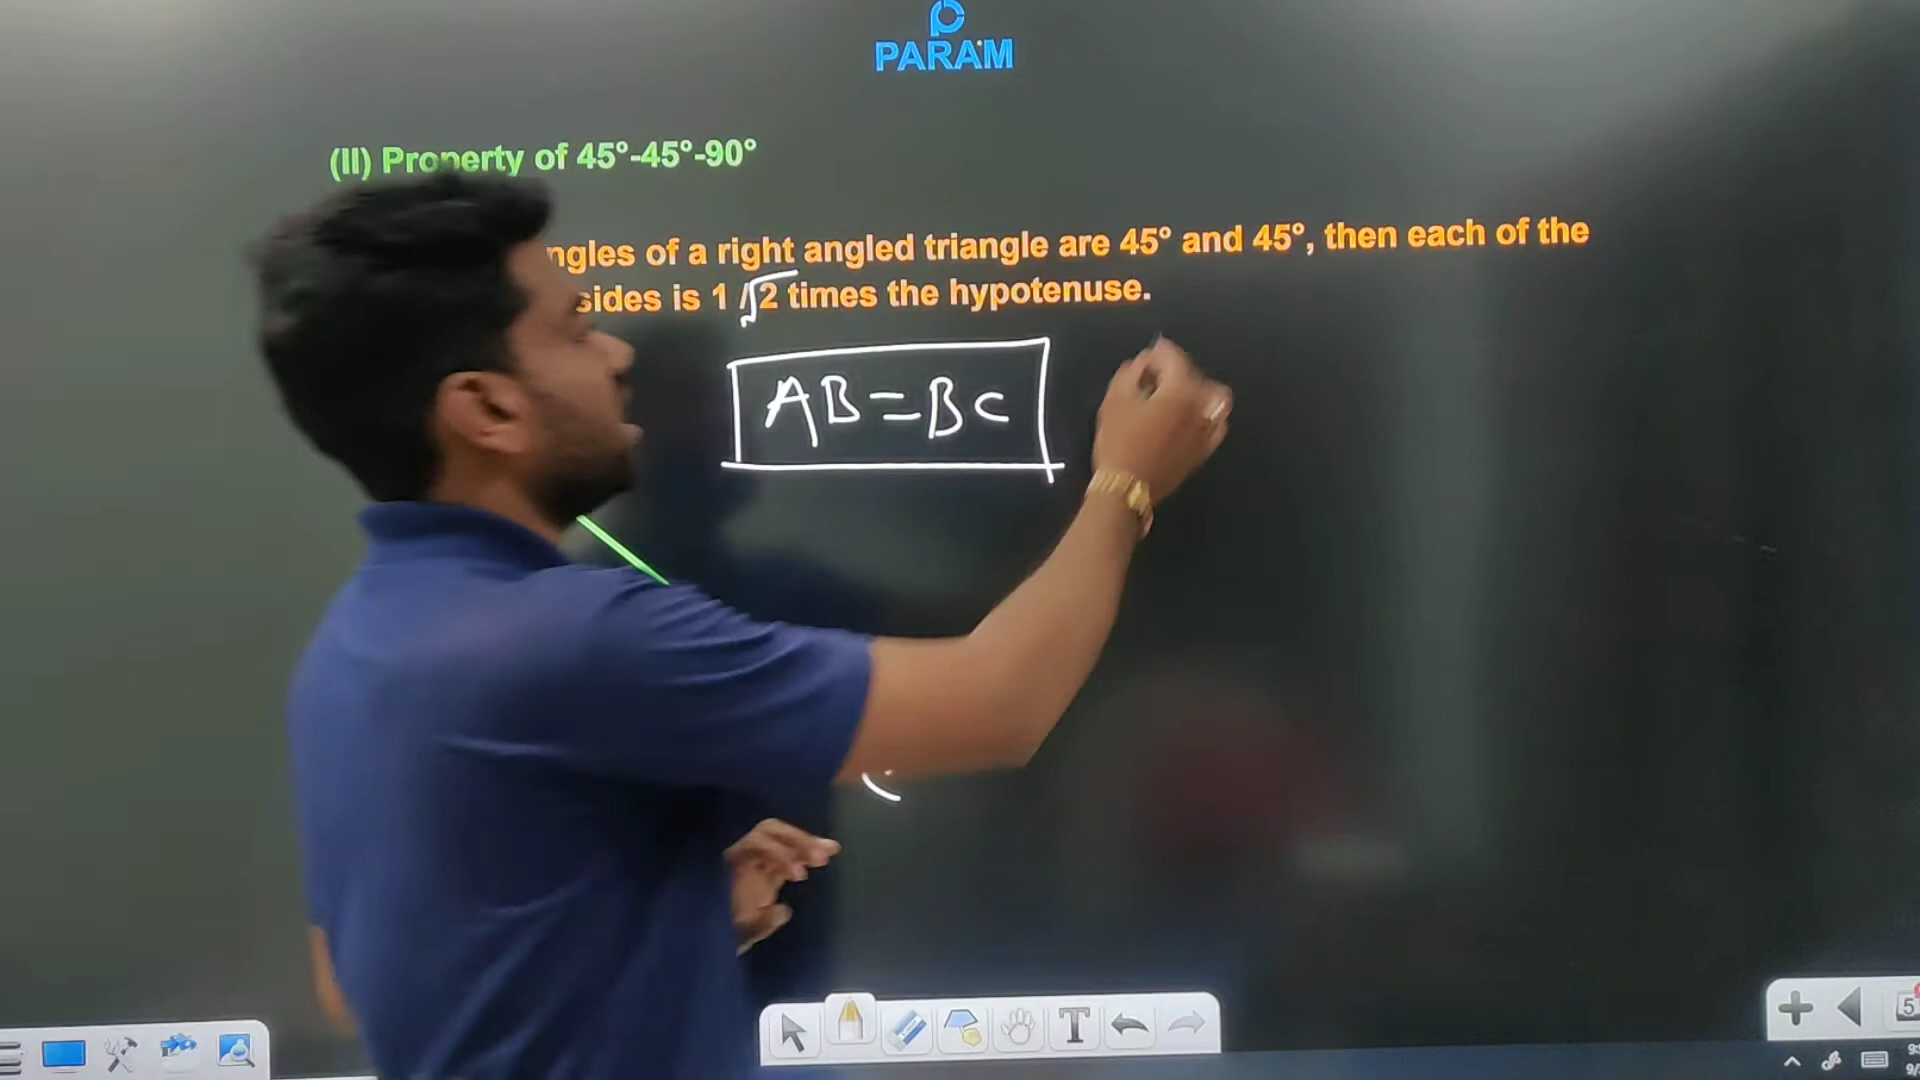 PARAM
(II) Property of 45°-45°-90°
ngles of a right angled triangle are 45° and 45°, then each of the
sides is 1 /√2 times the hypotenuse.
AB=BC
T
5